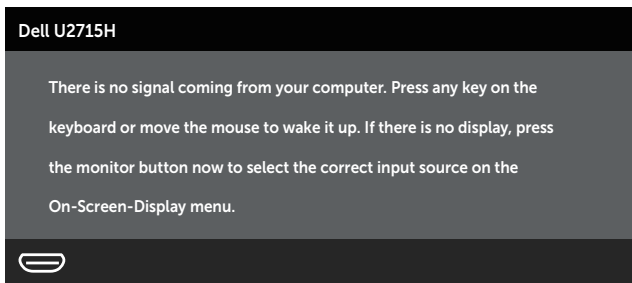 Dell U2715H
There is no signal coming from your computer. Press any key on the
keyboard or move the mouse to wake it up. If there is no display, press
the monitor button now to select the correct input source on the
On-Screen-Display menu.